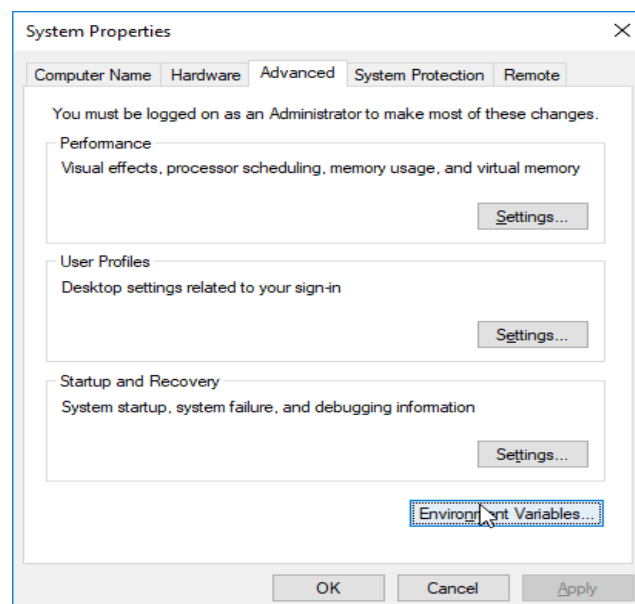 System Properties
Computer Name Hardware Advanced System Protection Remote
You must be logged on as an Administrator to make most of these changes.
Performance
Visual effects, processor scheduling, memory usage, and virtual memory
Settings...
User Profiles
Desktop settings related to your sign-in
Settings...
Startup and Recovery
System startup, system failure, and debugging information
Settings...
Environment Variables...
OK Cancel Apply